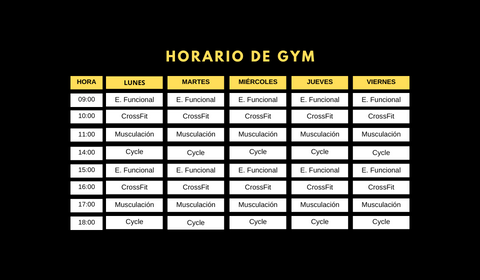 HORARIO DE GYM
HORA LUNES MARTES MIÉRCOLES JUEVES VIERNES
09:00 E. Funcional E. Funcional E. Funcional E. Funcional E. Funcional
10:00 CrossFit CrossFit CrossFit CrossFit CrossFit
11:00 Musculación Musculación Musculación Musculación Musculación
14:00 Cycle Cycle Cycle Cycle Cycle
15:00 E. Funcional E. Funcional E. Funcional E. Funcional E. Funcional
16:00 CrossFit CrossFit CrossFit CrossFit CrossFit
17:00 Musculación Musculación Musculación Musculación Musculación
18:00 Cycle Cycle Cycle Cycle Cycle